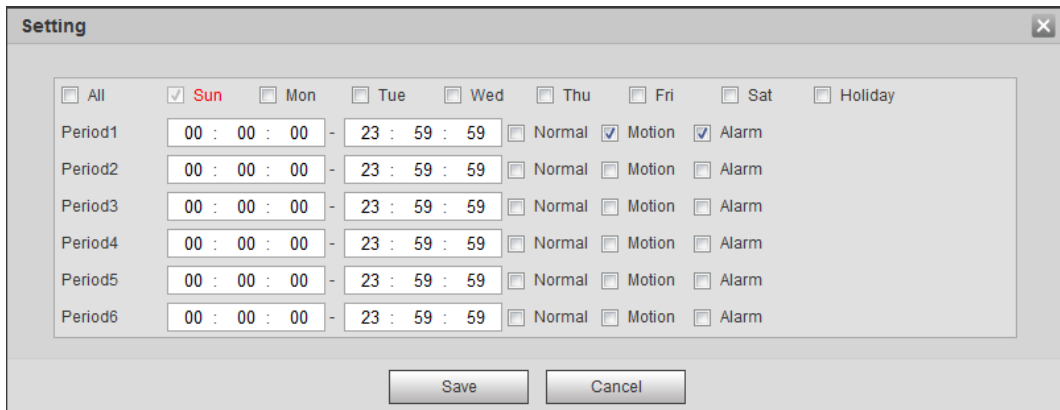 Setting
All Sun Mon Tue Wed Thu Fri Sat Holiday
Period1 00 : 00 : 00 - 23 : 59 : 59 Normal Motion Alarm
Period2 00 : 00 : 00 - 23 : 59 : 59 Normal Motion Alarm
Period3 00 : 00 : 00 - 23 : 59 : 59 Normal Motion Alarm
Period4 00 : 00 : 00 - 23 : 59 : 59 Normal Motion Alarm
Period5 00 : 00 : 00 - 23 : 59 : 59 Normal Motion Alarm
Period6 00 : 00 : 00 - 23 : 59 : 59 Normal Motion Alarm
Save Cancel